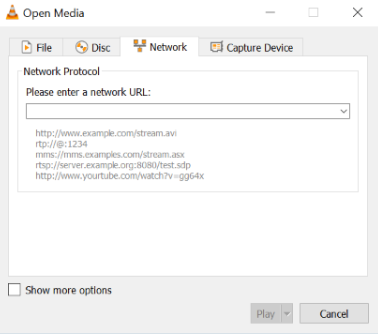 Open Media
File Disc Network Capture Device
Network Protocol
Please enter a network URL:
http://www.example.com/stream.avi
rtp://@:1234
mms://mms.examples.com/stream.asx
rtsp://server.example.org:8080/test.sdp
http://www.yourtube.com/watch?v=gg64x
Show more options
Play Cancel